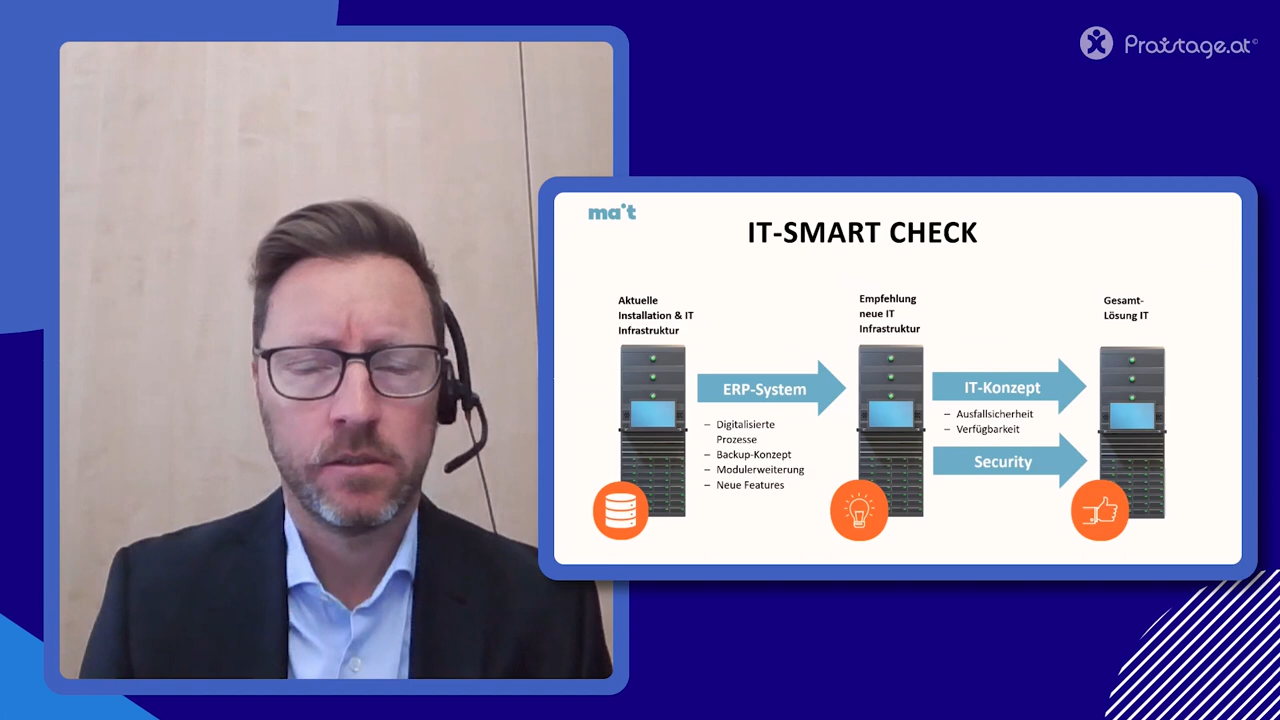 Praxtage.at©
ma·t
IT-SMART CHECK
Aktuelle
Installation & IT
Infrastruktur
ERP-System
– Digitalisierte
Prozesse
– Backup-Konzept
– Modulerweiterung
– Neue Features
Empfehlung
neue IT
Infrastruktur
IT-Konzept
– Ausfallsicherheit
– Verfügbarkeit
Security
Gesamt-
Lösung IT